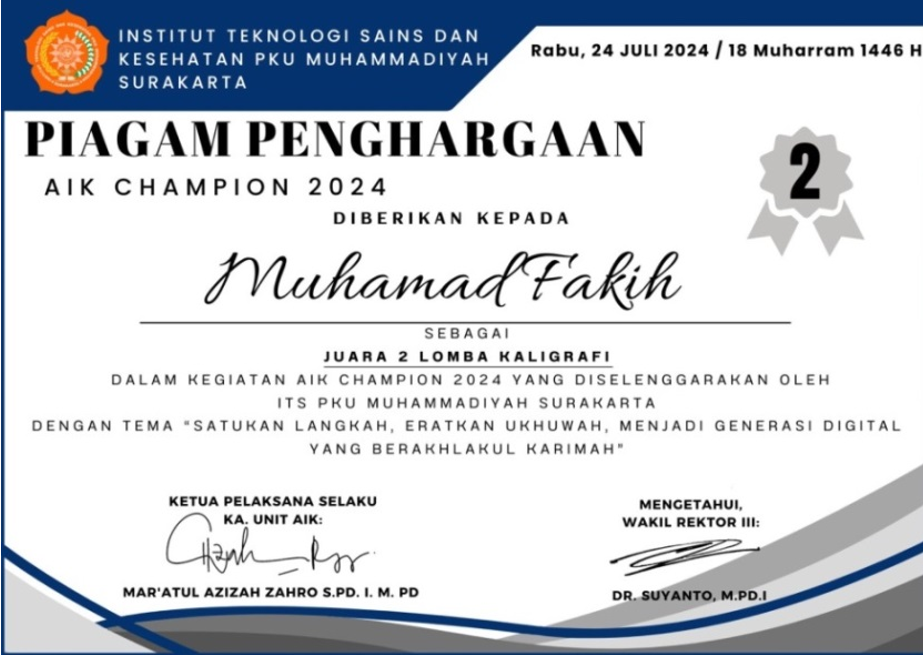 INSTITUT TEKNOLOGI SAINS DAN
KESEHATAN PKU MUHAMMADIYAH
SURAKARTA
Rabu, 24 JULI 2024 / 18 Muharram 1446 H
PIAGAM PENGHARGAAN
AIK CHAMPION 2024
2
DIBERIKAN KEPADA
Muhamad Fakih
SEBAGAI
JUARA 2 LOMBA KALIGRAFI
DALAM KEGIATAN AIK CHAMPION 2024 YANG DISELENGGARAKAN OLEH
ITS PKU MUHAMMADIYAH SURAKARTA
DENGAN TEMA "SATUKAN LANGKAH, ERATKAN UKHUWAH, MENJADI GENERASI DIGITAL
YANG BERAKHLAKUL KARIMAH"
KETUA PELAKSANA SELAKU
KA. UNIT AIK:
MAR'ATUL AZIZAH ZAHRO S.PD. I. M. PD
MENGETAHUI,
WAKIL REKTOR III:
DR. SUYANTO, M.PD.I